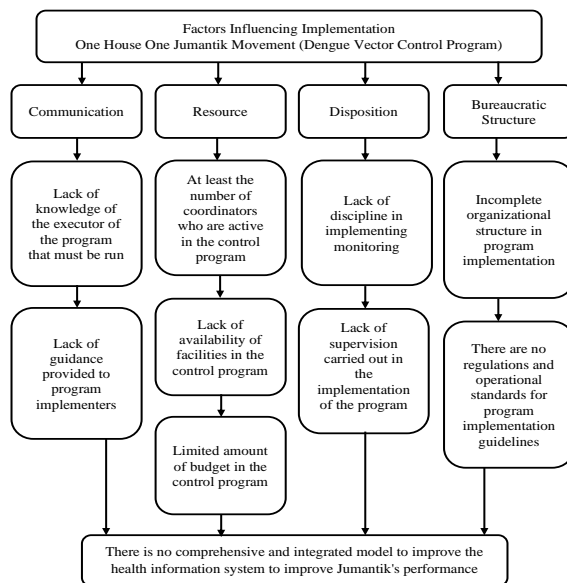 Factors Influencing Implementation
One House One Jumantik Movement (Dengue Vector Control Program)
Communication
Resource
Disposition
Bureaucratic
Structure
Lack of
knowledge of
the executor of
the program
that must be run
At least the
number of
coordinators
who are active
in the control
program
Lack of
discipline in
implementing
monitoring
Incomplete
organizational
structure in
program
implementation
Lack of
guidance
provided to
program
implementers
Lack of
availability of
facilities in the
control program
Lack of
supervision
carried out in
the
implementation
of the program
There are no
regulations and
operational
standards for
program
implementation
guidelines
Limited amount
of budget in the
control program
There is no comprehensive and integrated model to improve the
health information system to improve Jumantik's performance